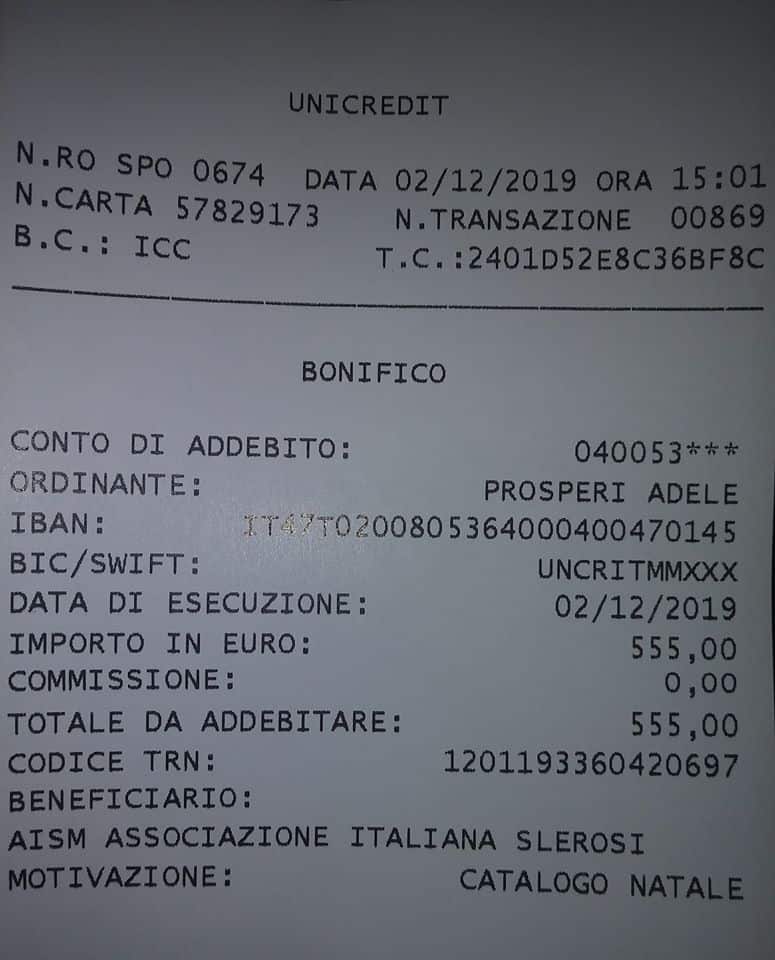 UNICREDIT
N.RO SPO 0674 DATA 02/12/2019 ORA 15:01
N.CARTA 57829173 N.TRANSAZIONE 00869
B.C.: ICC T.C.:2401D52E8C36BF8C
BONIFICO
CONTO DI ADDEBITO: 040053***
ORDINANTE: PROSPERI ADELE
IBAN: IT47T0200805364000400470145
BIC/SWIFT: UNCRITMMXXX
DATA DI ESECUZIONE: 02/12/2019
IMPORTO IN EURO: 555,00
COMMISSIONE: 0,00
TOTALE DA ADDEBITARE: 555,00
CODICE TRN: 1201193360420697
BENEFICIARIO:
AISM ASSOCIAZIONE ITALIANA SLEROSI
MOTIVAZIONE: CATALOGO NATALE